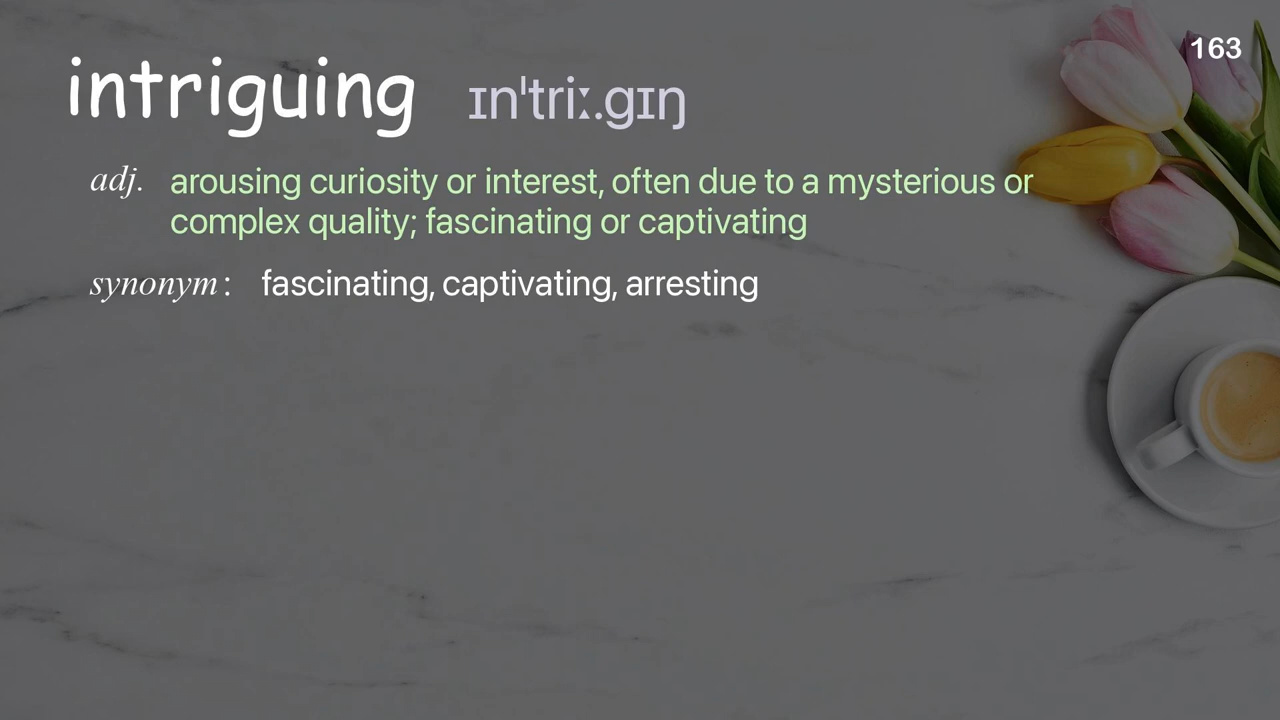 163
intriguing ɪnˈtriː.gɪŋ
adj. arousing curiosity or interest, often due to a mysterious or
complex quality; fascinating or captivating
synonym: fascinating, captivating, arresting